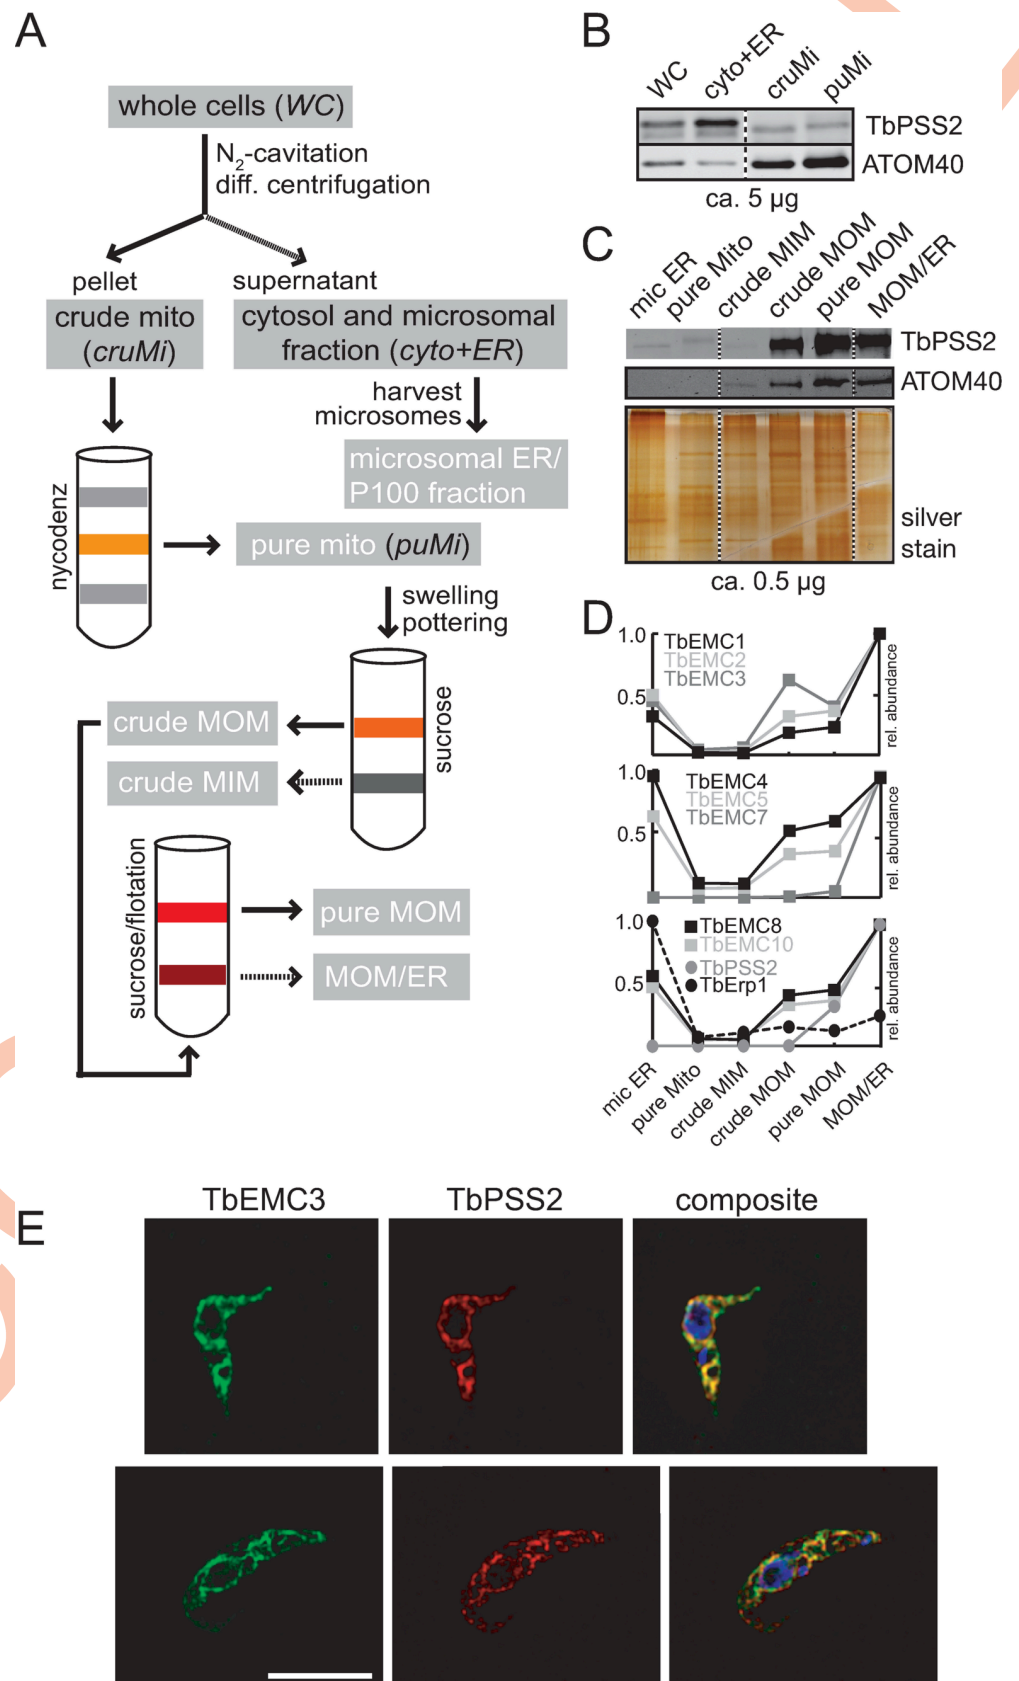 A
whole cells (WC)
N2-cavitation
diff. centrifugation
pellet
supernatant
crude mito
(cruMi)
cytosol and microsomal
fraction (cyto+ER)
harvest
microsomes
microsomal ER/
P100 fraction
nycodenz
pure mito (puMi)
swelling
pottering
sucrose
crude MOM
crude MIM
sucrose/flotation
pure MOM
MOM/ER
B
WC
cyto+ER
cruMi
puMi
TbPSS2
ATOM40
ca. 5 µg
C
mic ER
pure Mito
crude MIM
crude MOM
pure MOM
MOM/ER
TbPSS2
ATOM40
silver
stain
ca. 0.5 µg
D
1.0
0.5
TbEMC1
TbEMC2
TbEMC3
rel. abundance
1.0
0.5
TbEMC4
TbEMC5
TbEMC7
rel. abundance
1.0
0.5
TbEMC8
TbEMC10
TbPSS2
TbErp1
rel. abundance
mic ER
pure Mito
crude MIM
crude MOM
pure MOM
MOM/ER
E
TbEMC3
TbPSS2
composite